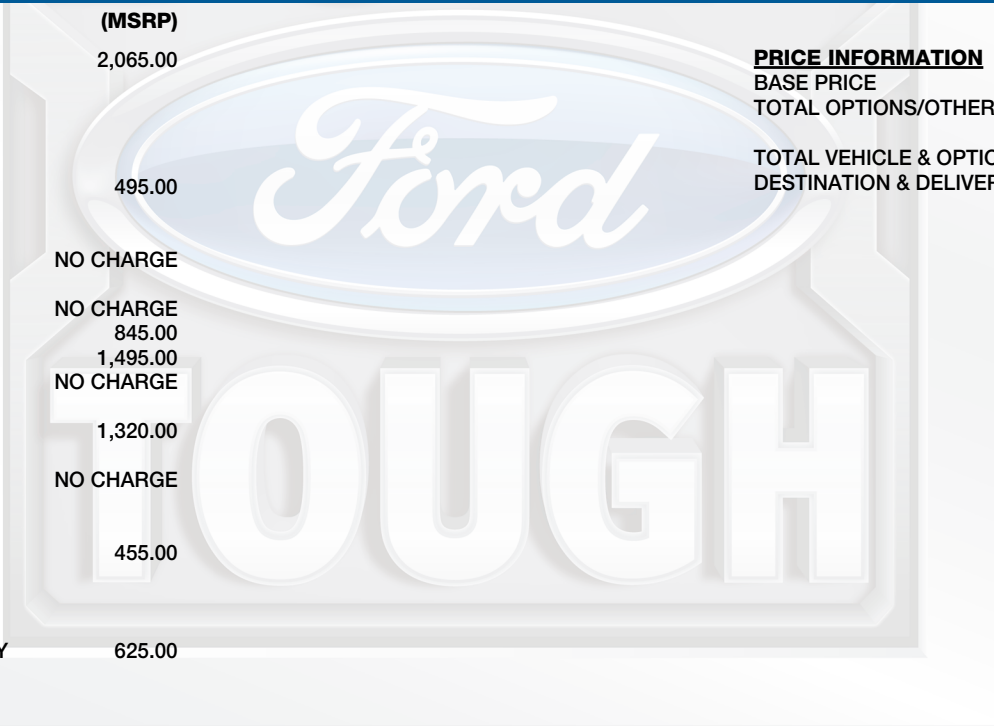 (MSRP)
2,065.00
495.00
NO CHARGE
NO CHARGE
845.00
1,495.00
NO CHARGE
1,320.00
NO CHARGE
455.00
Y 625.00
PRICE INFORMATION
BASE PRICE
TOTAL OPTIONS/OTHER
TOTAL VEHICLE & OPTIO
DESTINATION & DELIVER
Ford
TOUGH